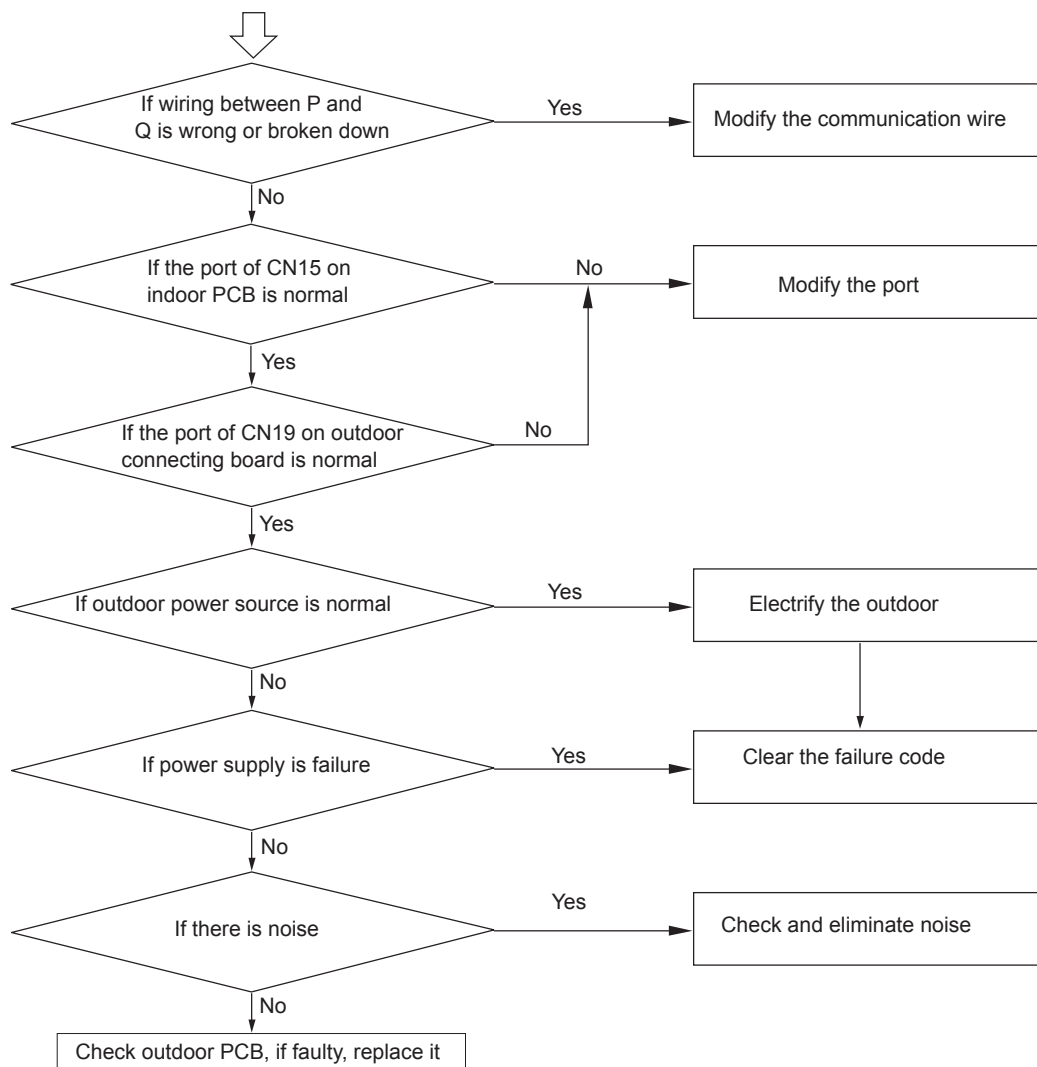 If wiring between P and
Q is wrong or broken down
Yes
Modify the communication wire
No
If the port of CN15 on
indoor PCB is normal
No
Modify the port
Yes
If the port of CN19 on outdoor
connecting board is normal
No
Yes
If outdoor power source is normal
Yes
Electrify the outdoor
No
If power supply is failure
Yes
Clear the failure code
No
If there is noise
Yes
Check and eliminate noise
No
Check outdoor PCB, if faulty, replace it